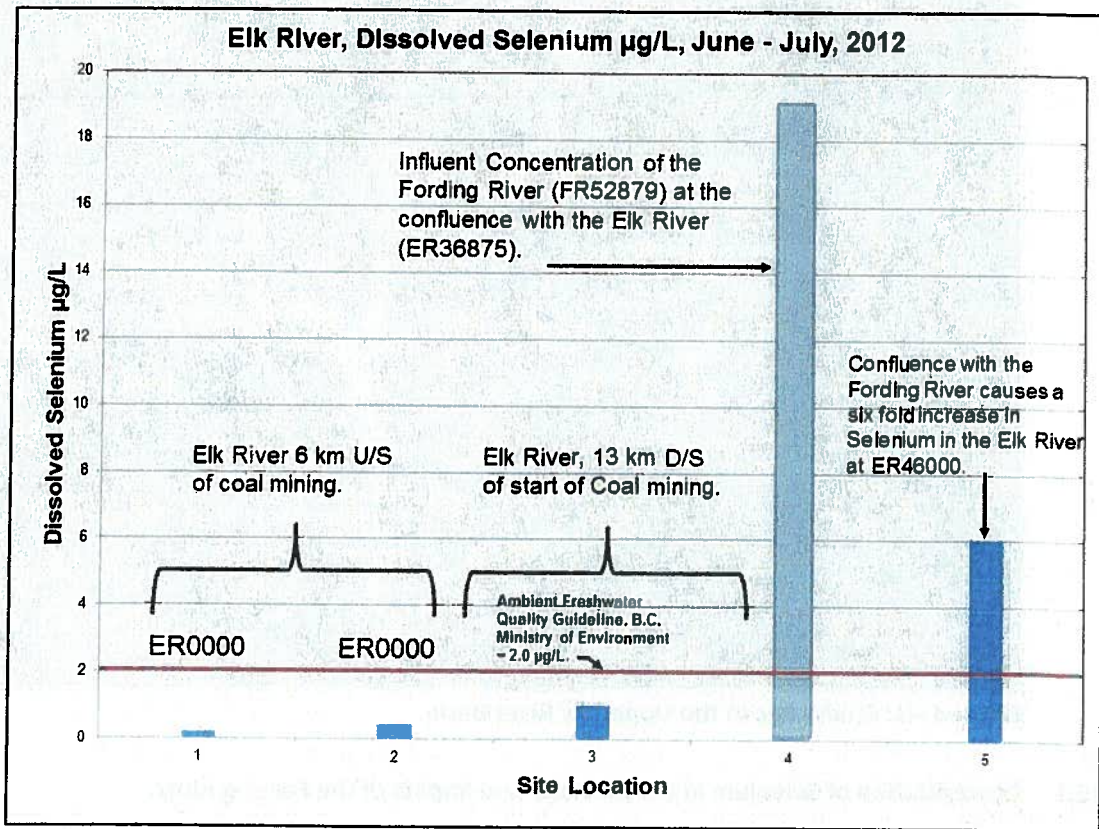 Elk River, Dissolved Selenium µg/L, June - July, 2012
20
18
16
14
12
10
8
6
4
2
0
Dissolved Selenium µg/L
Influent Concentration of the
Fording River (FR52879) at the
confluence with the Elk River
(ER36875).
Confluence with the
Fording River causes a
six fold increase in
Selenium in the Elk River
at ER46000.
Elk River 6 km U/S
of coal mining.
Elk River, 13 km D/S
of start of Coal mining.
Ambient Freshwater
Quality Guideline. B.C.
Ministry of Environment
– 2.0 µg/L.
ER0000
ER0000
1
2
3
4
5
Site Location